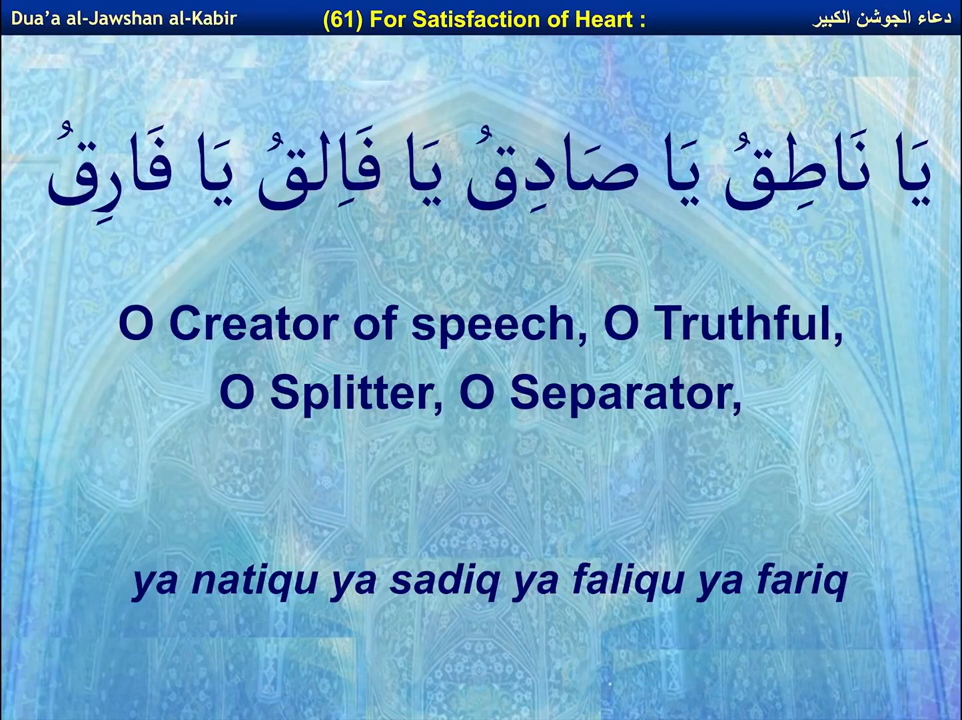 Dua’a al-Jawshan al-Kabir (61) For Satisfaction of Heart : دعاء الجوشن الكبير
يَا نَاطِقُ يَا صَادِقُ يَا فَالِقُ يَا فَارِقُ
O Creator of speech, O Truthful,
O Splitter, O Separator,
ya natiqu ya sadiq ya faliqu ya fariq